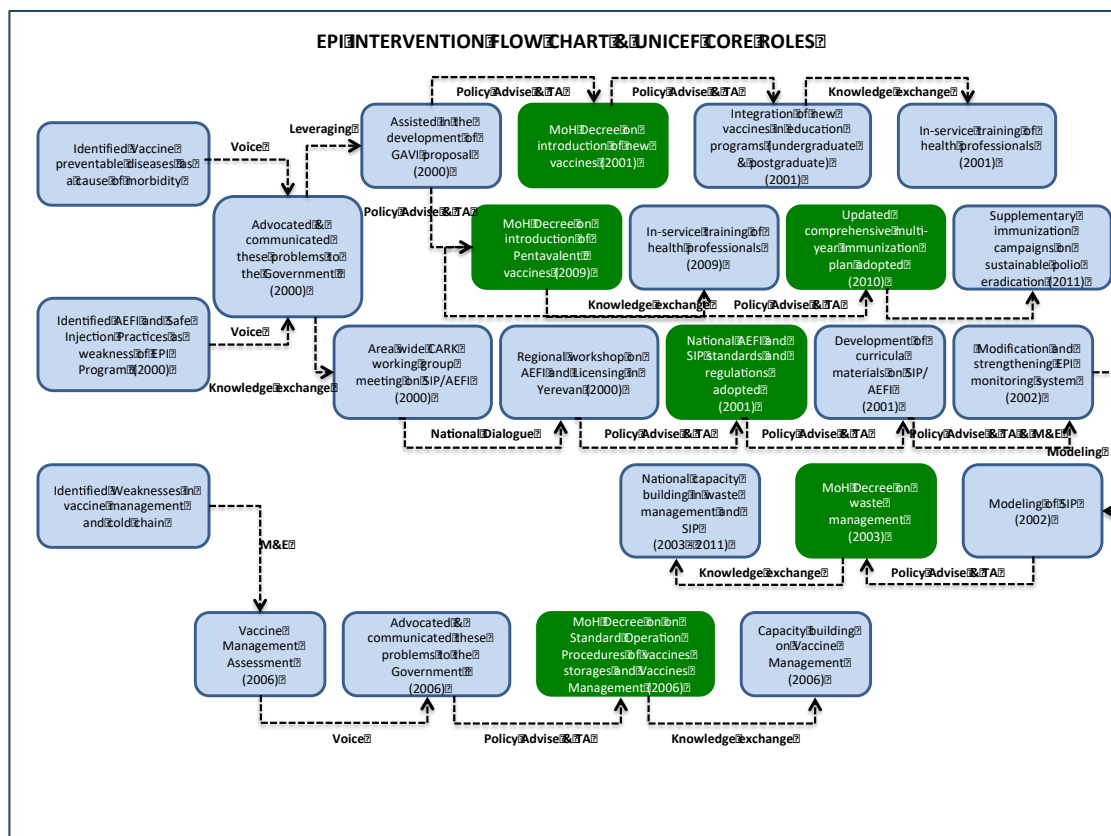 EPI INTERVENTION FLOW CHART & UNICEF CORE ROLES
Policy Advise & TA
Policy Advise & TA
Knowledge exchange
Leveraging
Voice
Identified Vaccine
preventable diseases as
a cause of morbidity
Assisted in the
development of
GAVI proposal
(2000)
MoH Decree on
introduction of new
vaccines (2001)
Integration of new
vaccines in education
programs (undergraduate
& postgraduate)
(2001)
In-service training of
health professionals
(2001)
Advocated &
communicated
these problems to
the Government
(2000)
Policy Advise & TA
MoH Decree on
introduction of
Pentavalent
vaccines (2009)
In-service training of
health professionals
(2009)
Updated
comprehensive multi-
year immunization
plan adopted
(2010)
Supplementary
immunization
campaigns on
sustainable polio
eradication (2011)
Knowledge exchange
Policy Advise & TA
Identified AEFI and Safe
Injection Practices as
weakness of EPI
Program (2000)
Voice
Knowledge exchange
Area wide CARK
working group
meeting on SIP/AEFI
(2000)
Regional workshop on
AEFI and Licensing in
Yerevan (2000)
National AEFI and
SIP standards and
regulations
adopted
(2001)
Development of
curricula
materials on SIP/
AEFI
(2001)
Modification and
strengthening EPI
monitoring system
(2002)
National Dialogue
Policy Advise & TA
Policy Advise & TA
Policy Advise & TA & M&E
Modeling
Identified Weaknesses in
vaccine management
and cold chain
National capacity
building in waste
management and
SIP
(2003-2011)
MoH Decree on
waste
management
(2003)
Modeling of SIP
(2002)
M&E
Knowledge exchange
Policy Advise & TA
Vaccine
Management
Assessment
(2006)
Advocated &
communicated these
problems to the
Government
(2006)
MoH Decree on
Standard Operation
Procedures of vaccines
storages and Vaccines
Management (2006)
Capacity building
on Vaccine
Management
(2006)
Voice
Policy Advise & TA
Knowledge exchange